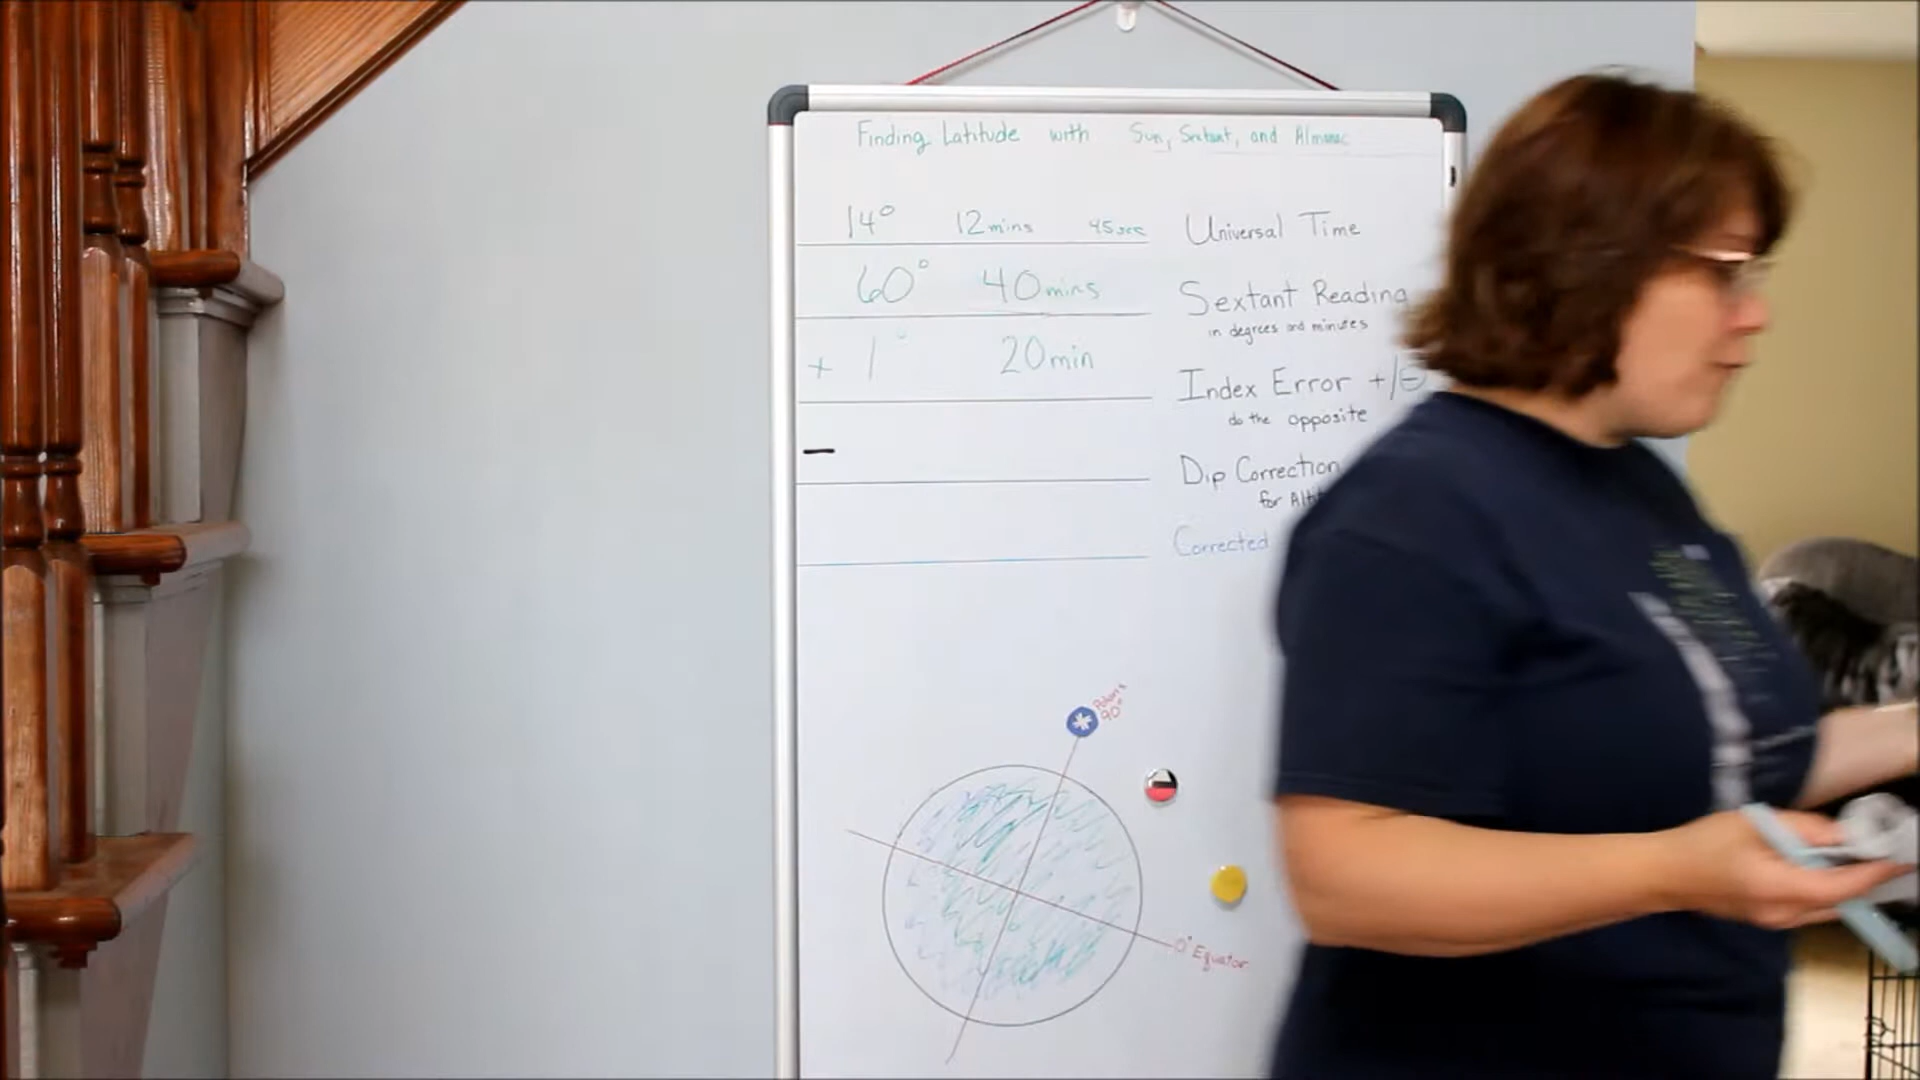 Finding Latitude with Sun, Sextant, and Almanac
14° 12 mins 45 sec Universal Time
60° 40 mins Sextant Reading
in degrees and minutes
+ 1° 20 min Index Error +/-
do the opposite
- Dip Correction
for
Corrected
Polaris
90°
0° Equator